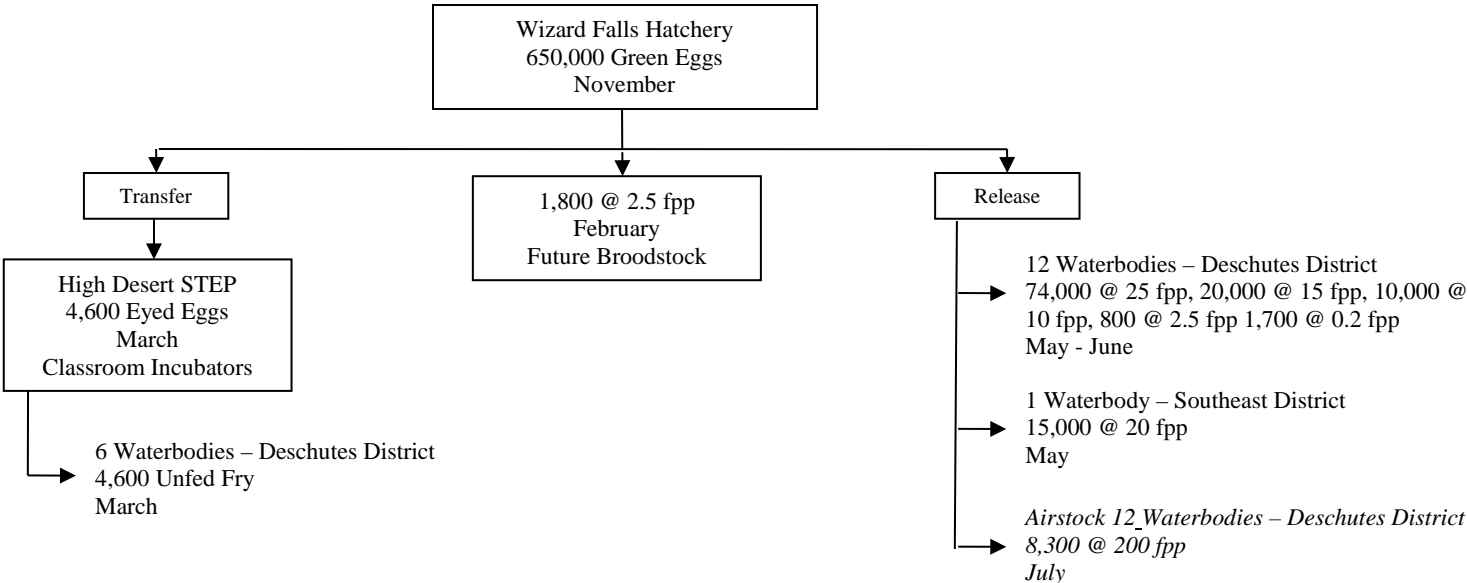 Wizard Falls Hatchery
650,000 Green Eggs
November
Transfer
High Desert STEP
4,600 Eyed Eggs
March
Classroom Incubators
6 Waterbodies – Deschutes District
4,600 Unfed Fry
March
1,800 @ 2.5 fpp
February
Future Broodstock
Release
12 Waterbodies – Deschutes District
74,000 @ 25 fpp, 20,000 @ 15 fpp, 10,000 @
10 fpp, 800 @ 2.5 fpp 1,700 @ 0.2 fpp
May - June
1 Waterbody – Southeast District
15,000 @ 20 fpp
May
Airstock 12 Waterbodies – Deschutes District
8,300 @ 200 fpp
July